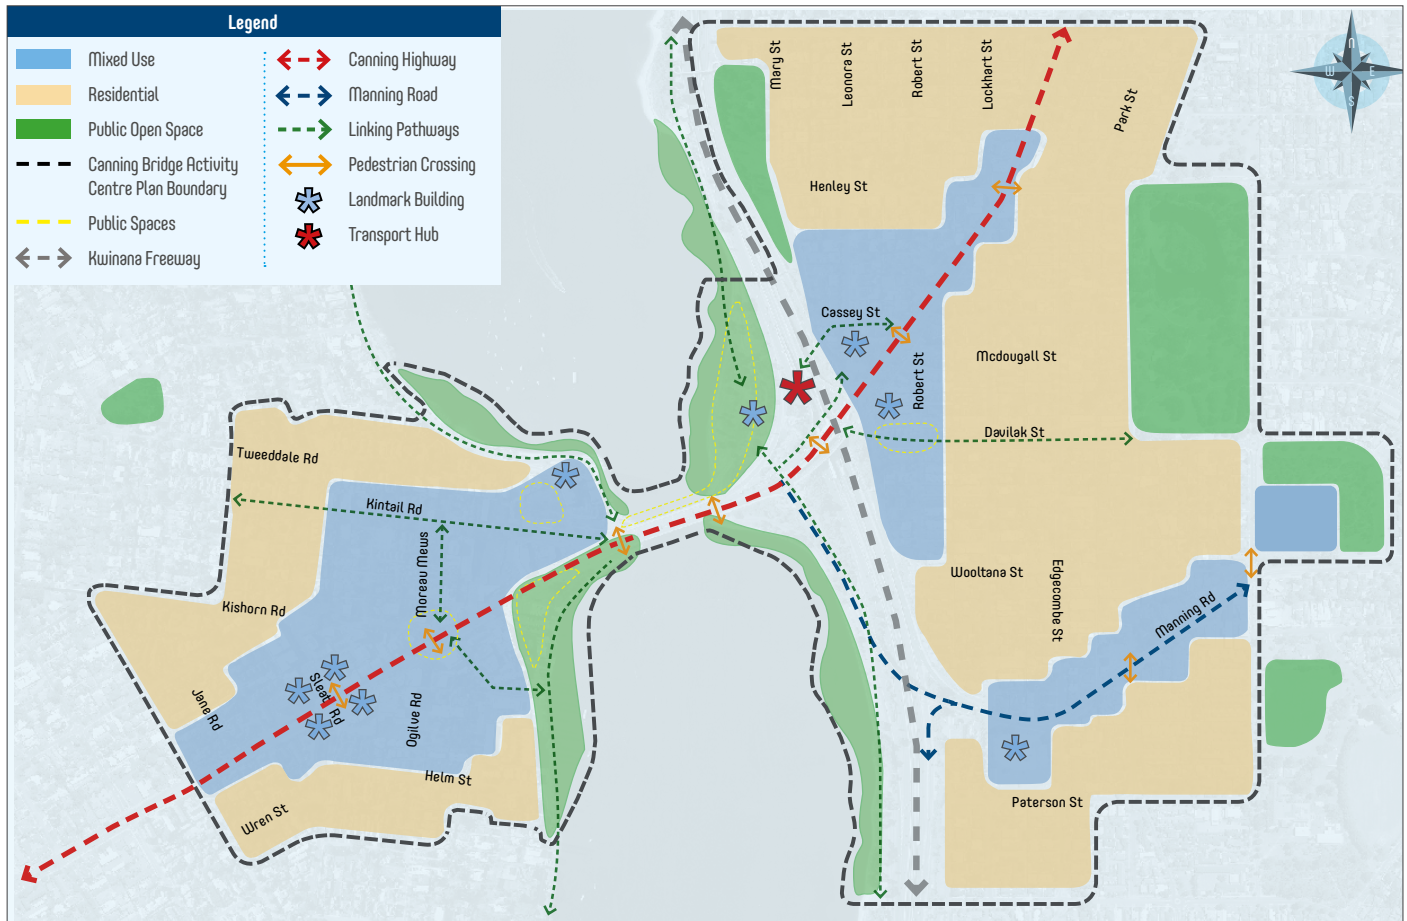 Legend
Mixed Use
Residential
Public Open Space
Canning Bridge Activity
Centre Plan Boundary
Public Spaces
Kwinana Freeway
Canning Highway
Manning Road
Linking Pathways
Pedestrian Crossing
Landmark Building
Transport Hub
N
W
E
S
Mary St
Leonora St
Robert St
Lockhart St
Park St
Henley St
Cassey St
Robert St
Mcdougall St
Davilak St
Tweeddale Rd
Kintail Rd
Moreau Mews
Kishorn Rd
Wooltana St
Edgecombe St
Manning Rd
Jane Rd
Sleat Rd
Ogilve Rd
Helm St
Wren St
Paterson St